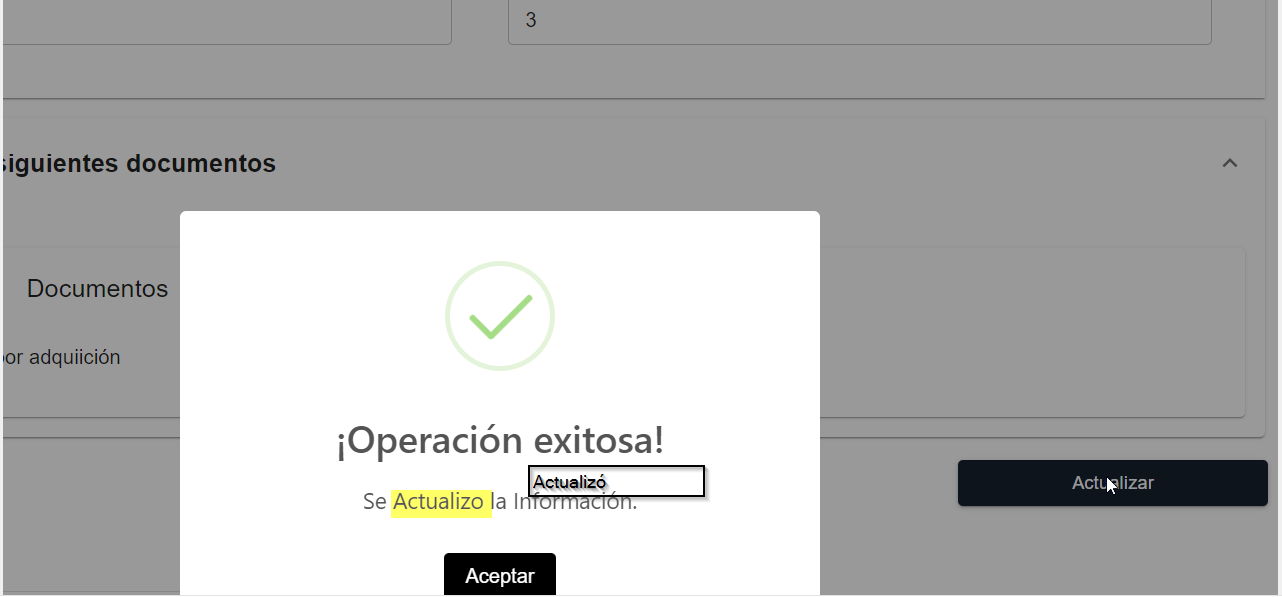 3
siguientes documentos
Documentos
por adquiición
¡Operación exitosa!
Actualizó
Se Actualizo la Información.
Actualizar
Aceptar